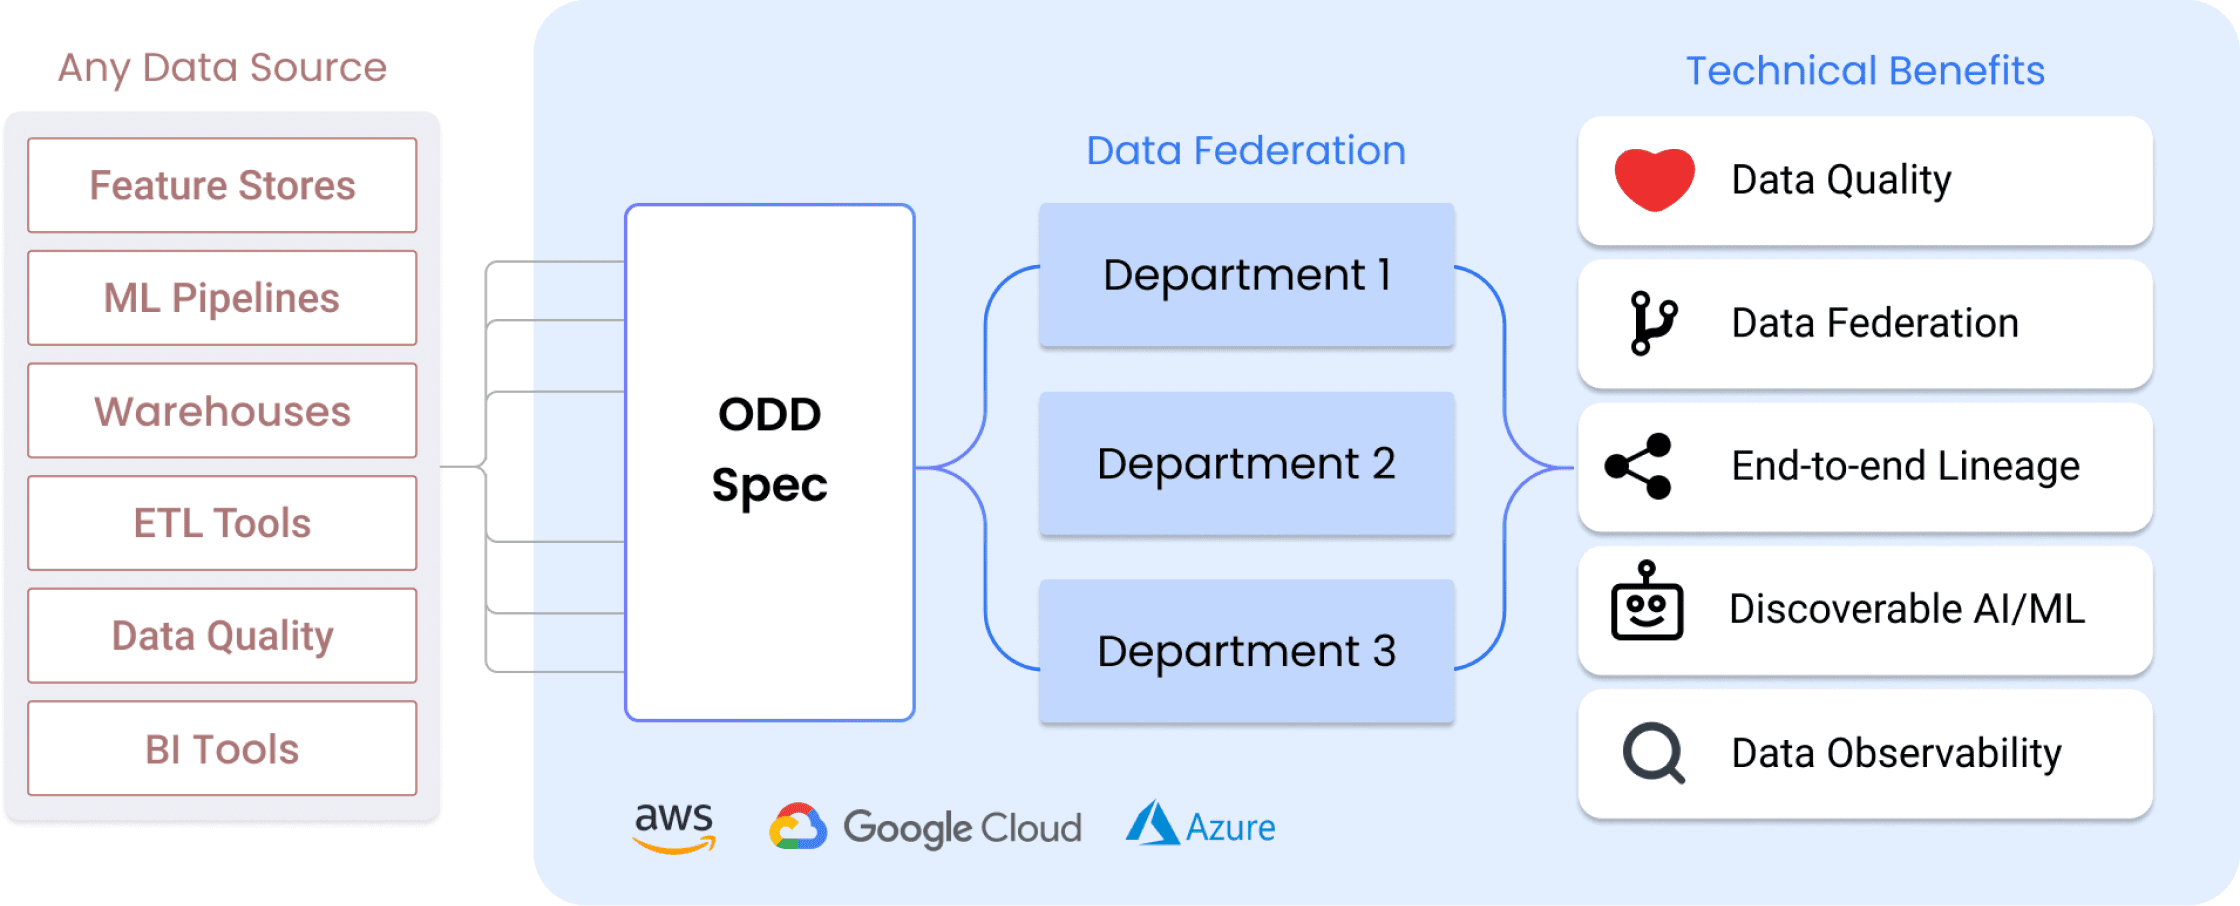 Any Data Source
Feature Stores
ML Pipelines
Warehouses
ETL Tools
Data Quality
BI Tools
ODD
Spec
Data Federation
Department 1
Department 2
Department 3
Technical Benefits
Data Quality
Data Federation
End-to-end Lineage
Discoverable AI/ML
Data Observability
aws
Google Cloud
Azure